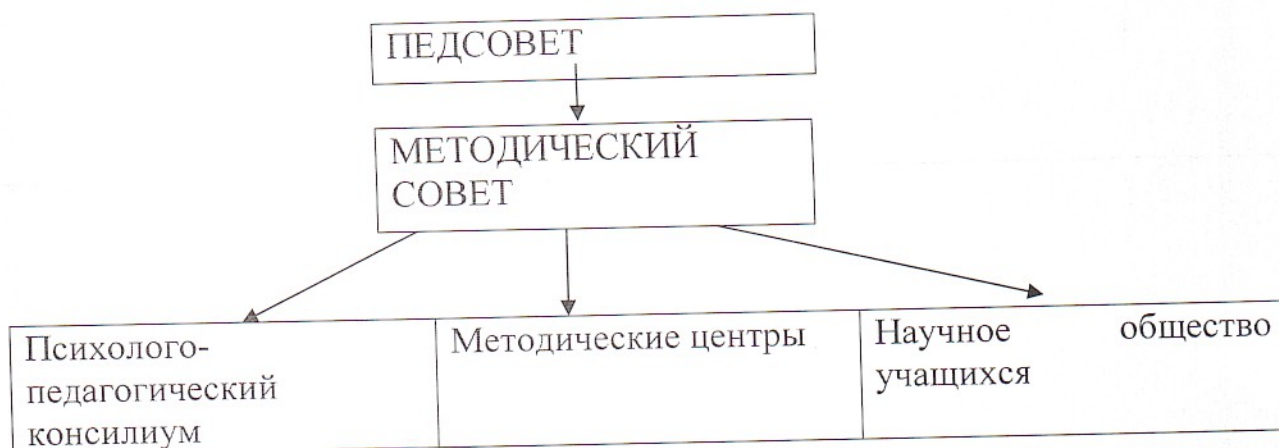 ПЕДСОВЕТ
МЕТОДИЧЕСКИЙ
СОВЕТ
Психолого-
педагогический
консилиум
Методические центры
Научное общество
учащихся